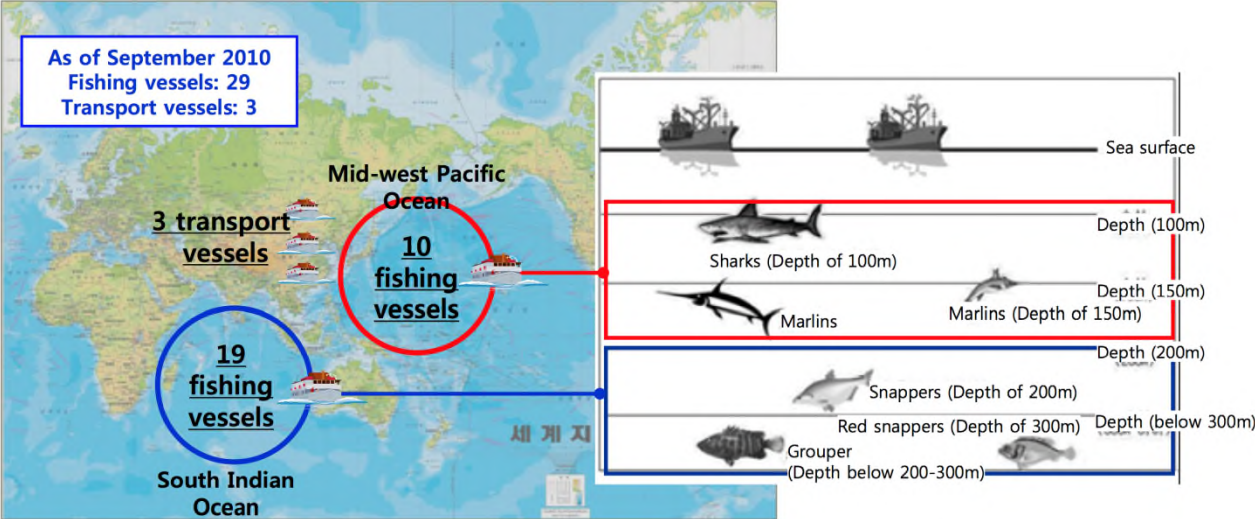 As of September 2010
Fishing vessels: 29
Transport vessels: 3
Mid-west Pacific
Ocean
3 transport
vessels
10
fishing
vessels
19
fishing
vessels
South Indian
Ocean
세계지
Sea surface
Depth (100m)
Sharks (Depth of 100m)
Depth (150m)
Marlins
Marlins (Depth of 150m)
Depth (200m)
Snappers (Depth of 200m)
Red snappers (Depth of 300m)
Depth (below 300m)
Grouper
(Depth below 200-300m)